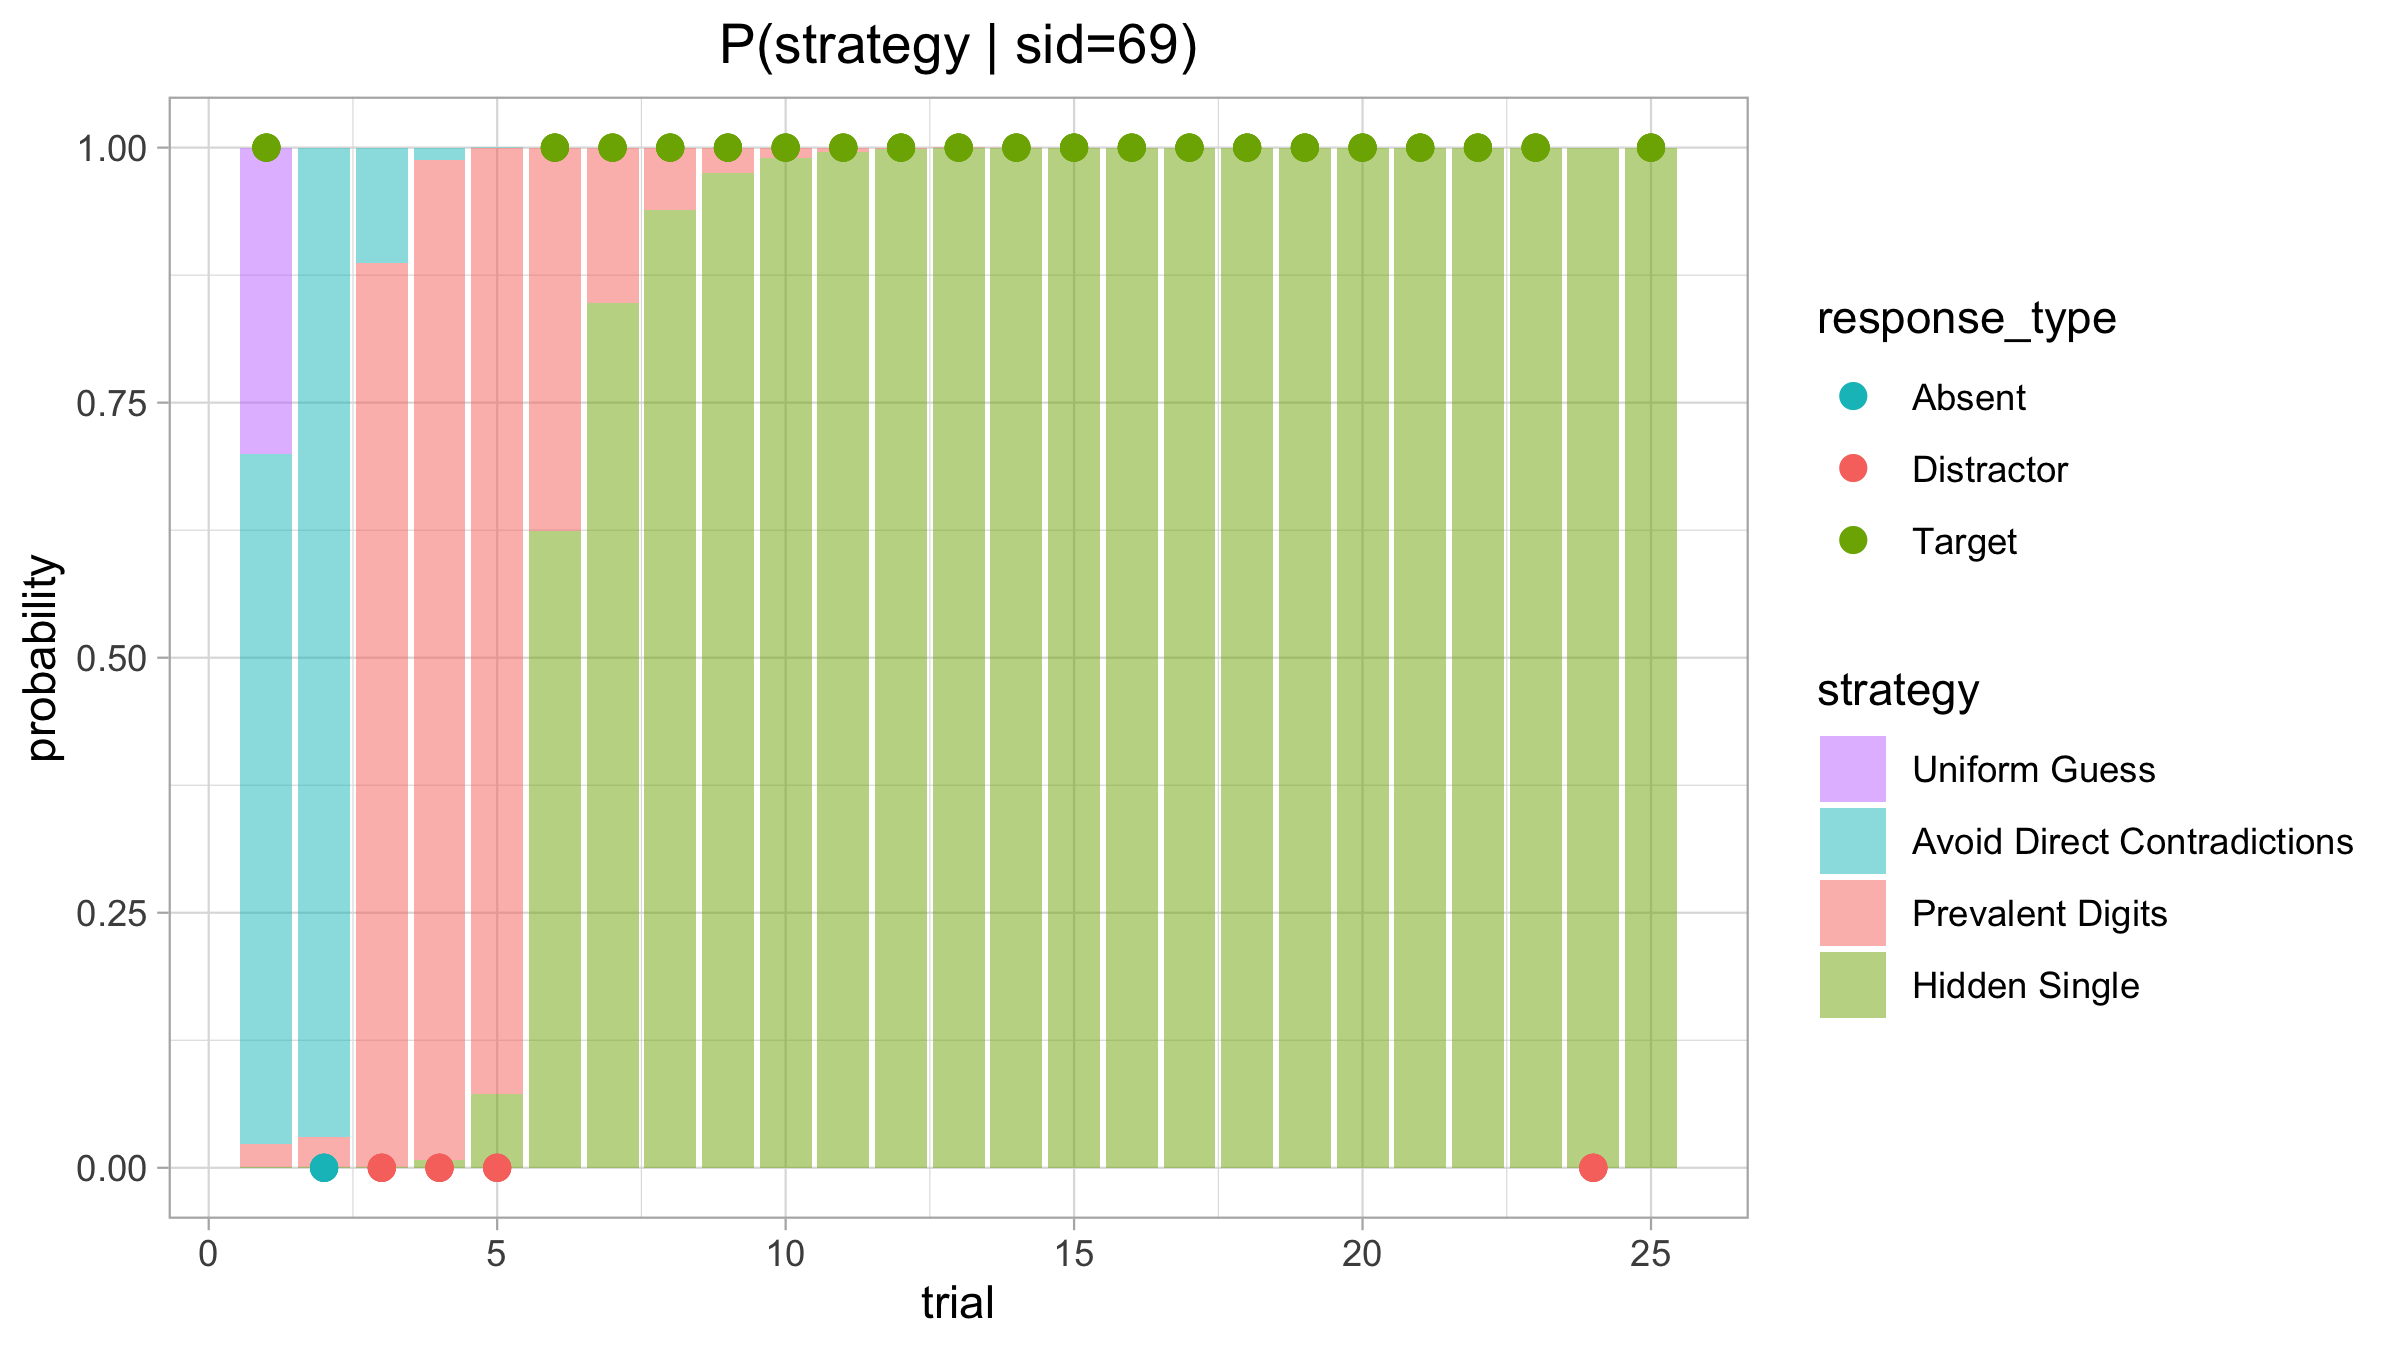 P(strategy | sid=69)
probability
1.00
0.75
0.50
0.25
0.00
0 5 10 15 20 25
trial
response_type
Absent
Distractor
Target
strategy
Uniform Guess
Avoid Direct Contradictions
Prevalent Digits
Hidden Single